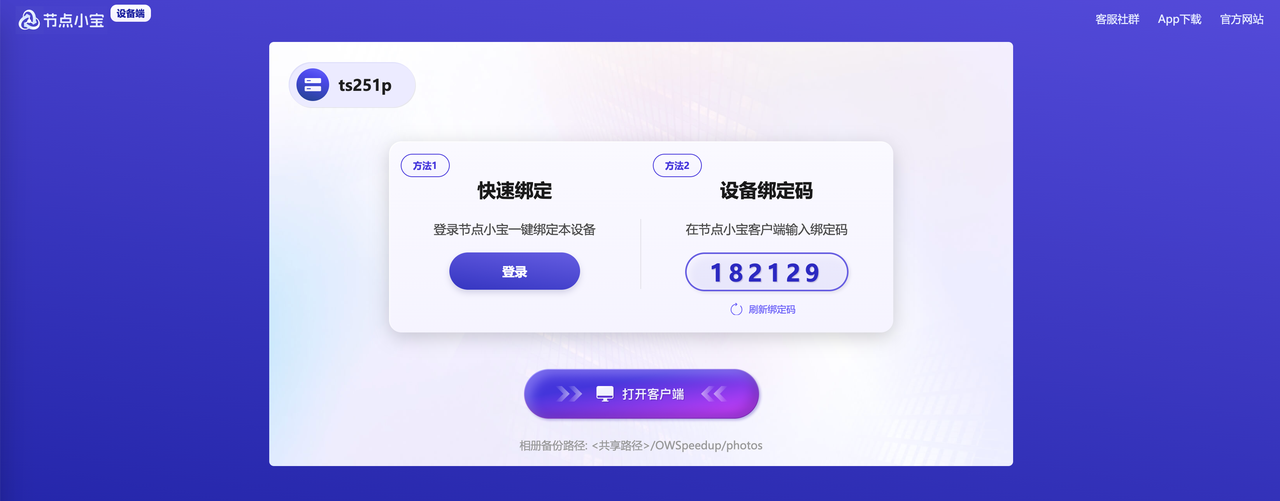 节点小宝 设备端
客服社群 App下载 官方网站
ts251p
方法1
快速绑定
登录节点小宝一键绑定本设备
登录
方法2
设备绑定码
在节点小宝客户端输入绑定码
182129
刷新绑定码
打开客户端
相册备份路径: <共享路径>/OWSpeedup/photos